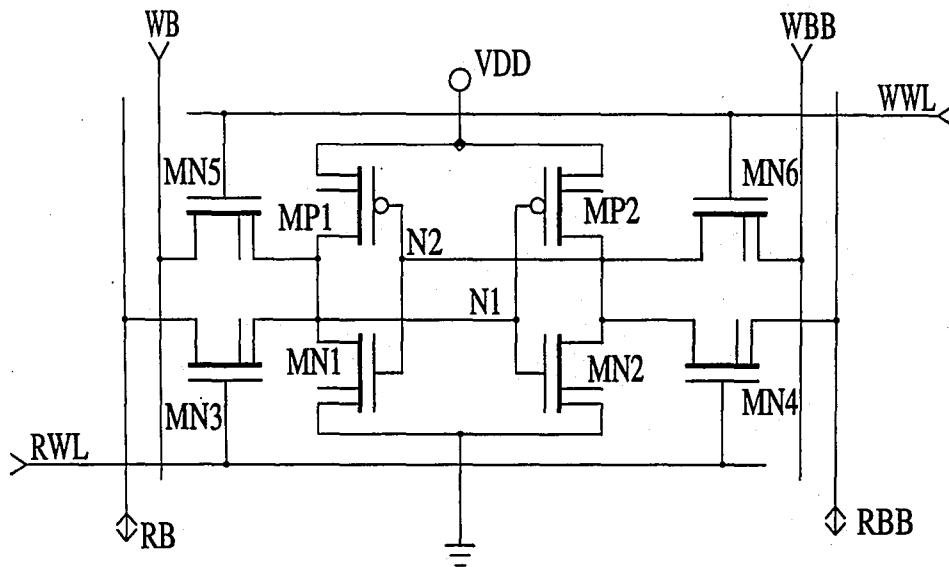 WB
WBB
VDD
WWL
MN5
MN6
MP1
MP2
N2
N1
MN1
MN2
MN3
MN4
RWL
RB
RBB